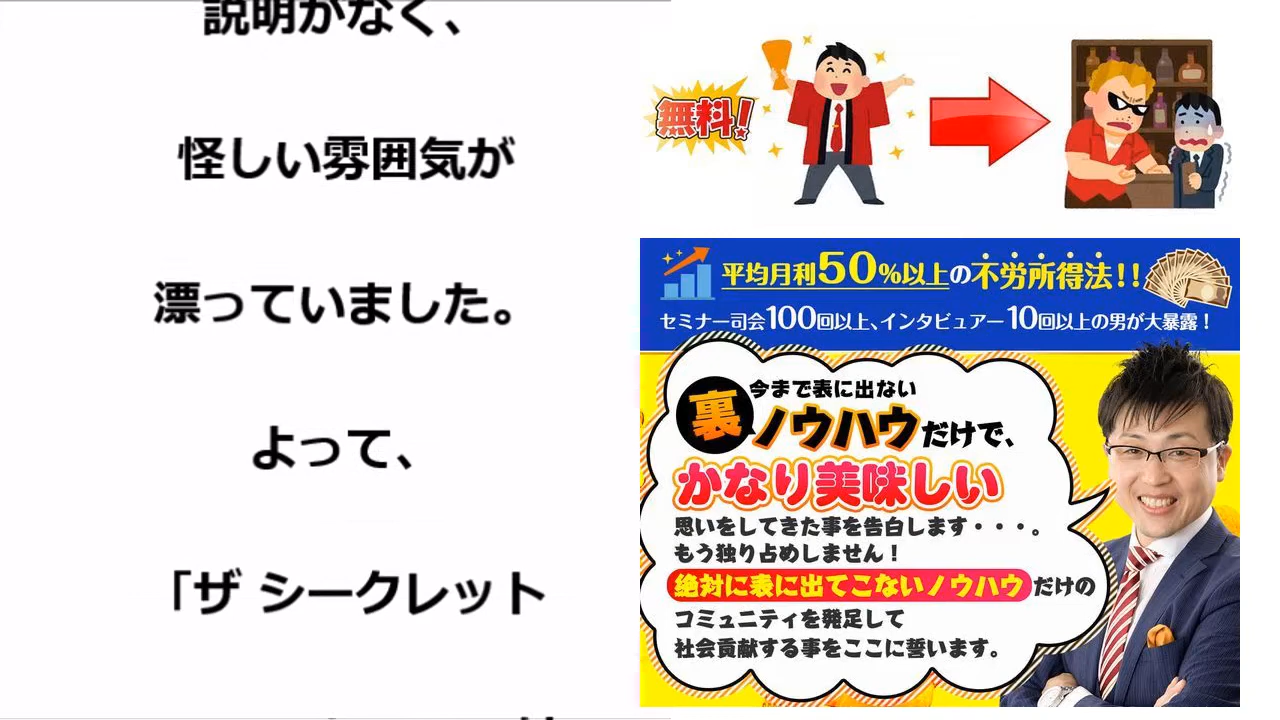 説明がなく、
怪しい雰囲気が
漂っていました。
よって、
「ザ シークレット
無料!
平均月利50%以上の不労所得法!!
セミナー司会100回以上、インタビュアー10回以上の男が大暴露!
今まで表に出ない
裏ノウハウだけで、
かなり美味しい
思いをしてきた事を告白します・・・。
もう独り占めしません!
絶対に表に出てこないノウハウだけの
コミュニティを発足して
社会貢献する事をここに誓います。